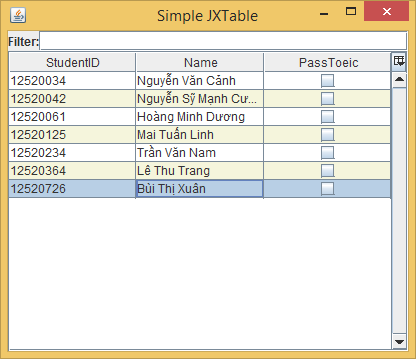 Simple JXTable
Filter:
StudentID Name PassToeic
12520034 Nguyễn Văn Cảnh
12520042 Nguyễn Sỹ Mạnh Cư...
12520061 Hoàng Minh Dương
12520125 Mai Tuấn Linh
12520234 Trần Văn Nam
12520364 Lê Thu Trang
12520726 Bùi Thị Xuân